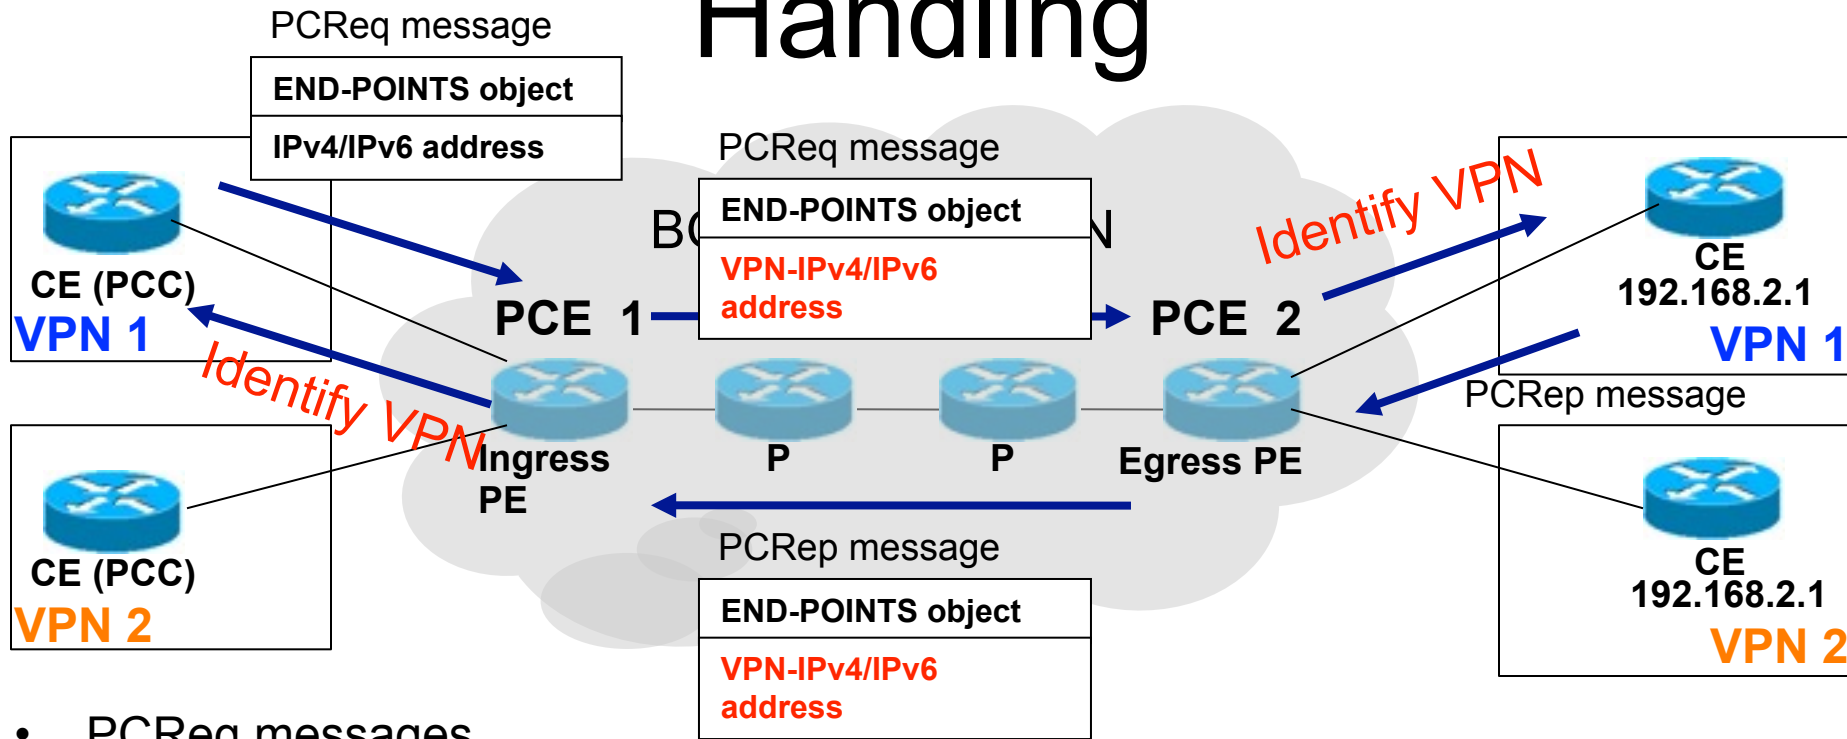 Handling
PCReq message
END-POINTS object
IPv4/IPv6 address
PCReq message
END-POINTS object
VPN-IPv4/IPv6
address
Identify VPN
CE (PCC)
VPN 1
PCE 1
PCE 2
CE
192.168.2.1
VPN 1
Identify VPN
PCRep message
Ingress
PE
P
P
Egress PE
CE (PCC)
VPN 2
PCRep message
END-POINTS object
VPN-IPv4/IPv6
address
CE
192.168.2.1
VPN 2
• PCReq messages